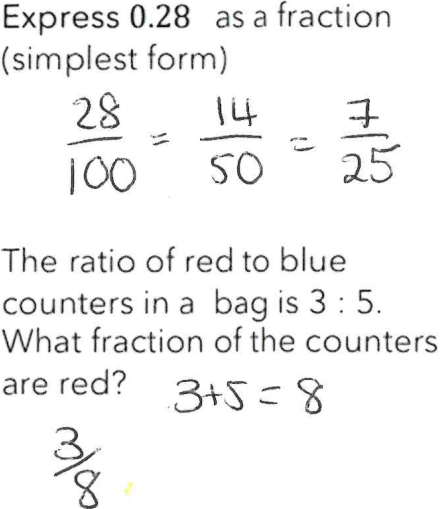 Express 0.28 as a fraction
(simplest form)
28/100 = 14/50 = 7/25
The ratio of red to blue
counters in a bag is 3 : 5.
What fraction of the counters
are red? 3+5=8
3/8